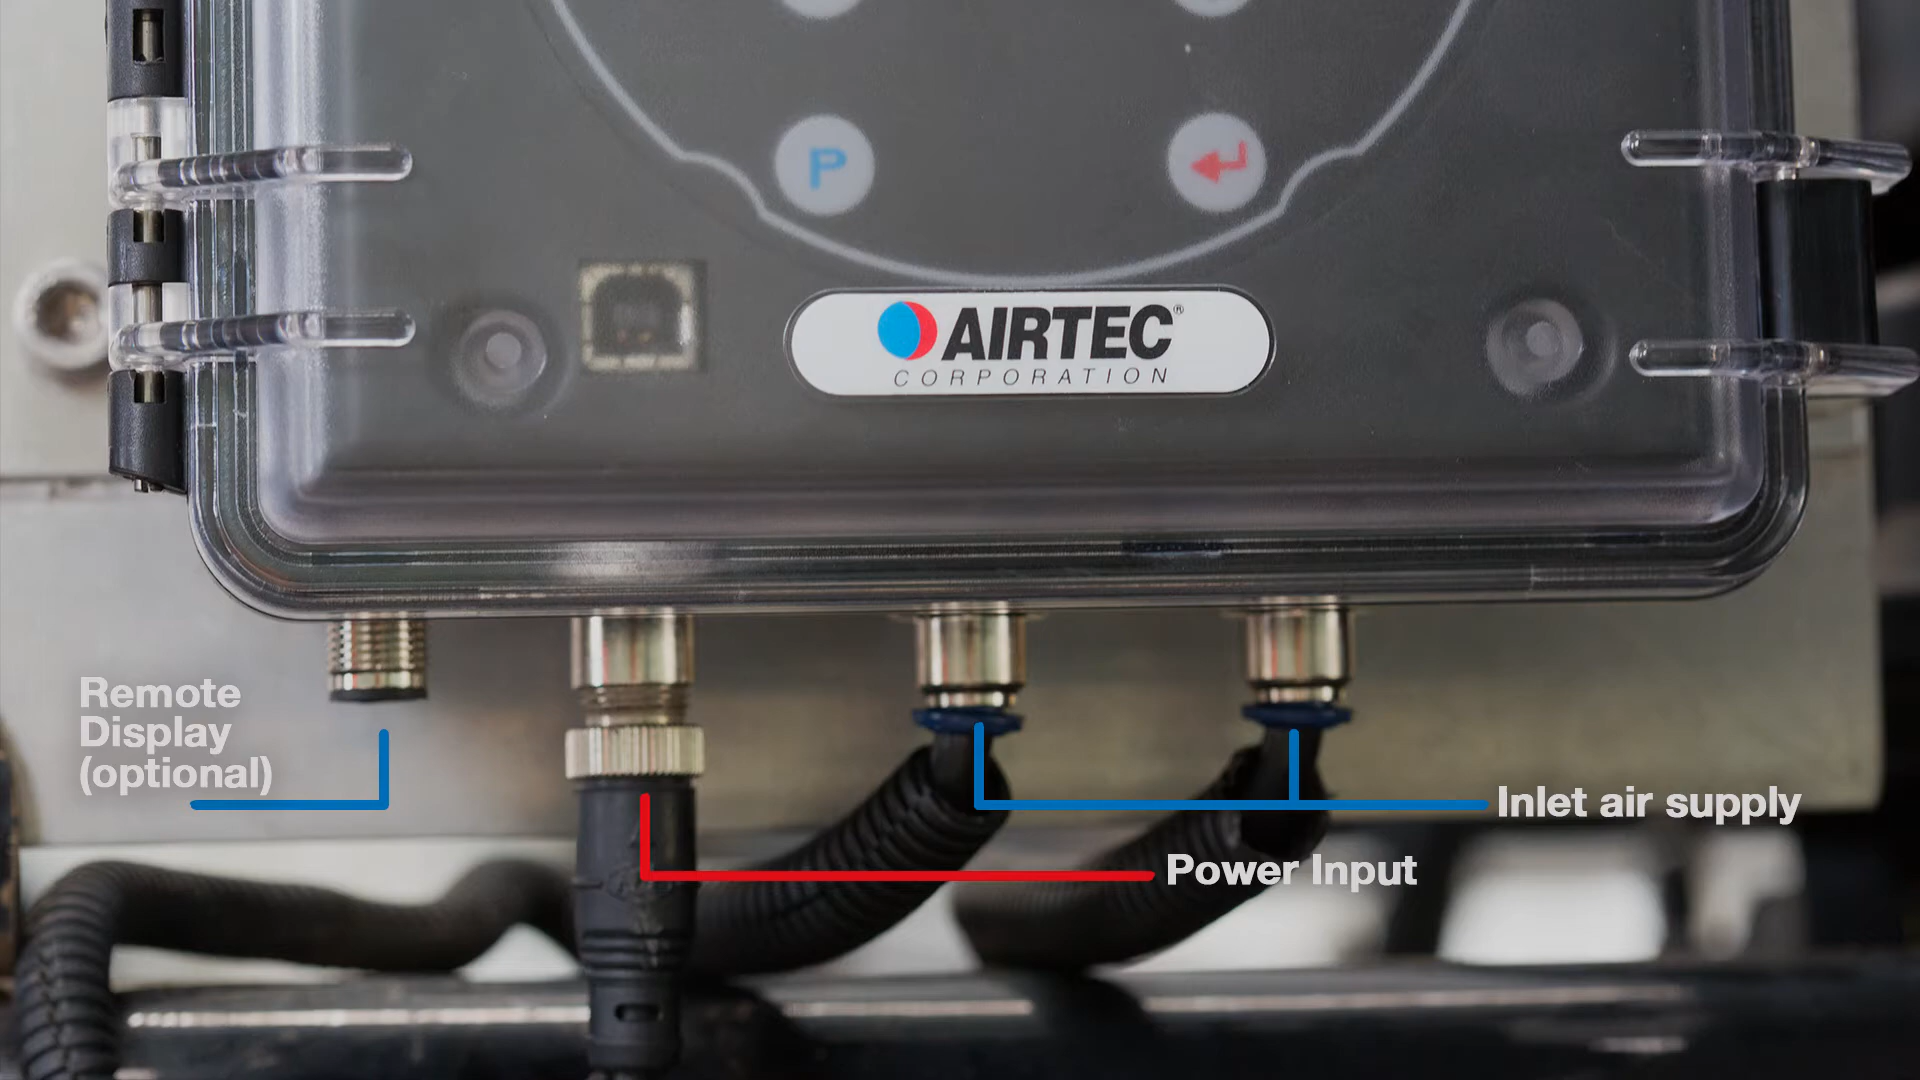 P
AIRTEC®
CORPORATION
Remote
Display
(optional)
Inlet air supply
Power Input